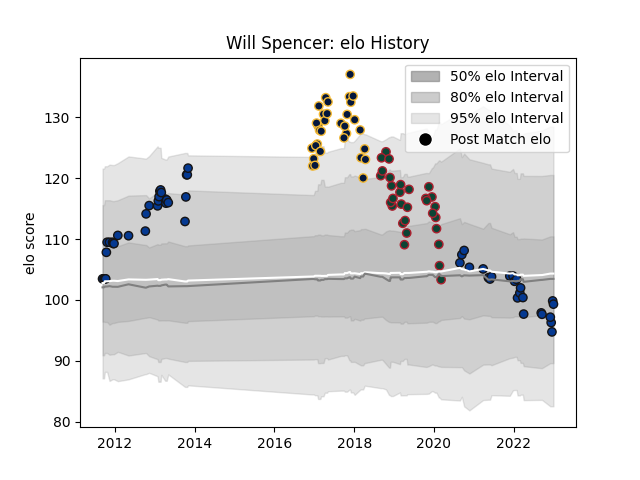 Will Spencer: elo History
50% elo Interval
80% elo Interval
95% elo Interval
Post Match elo
elo score
130
120
110
100
90
80
2012
2014
2016
2018
2020
2022